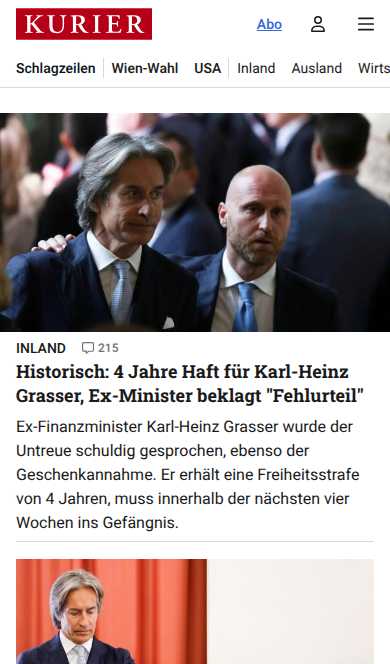 KURIER
Abo
Schlagzeilen Wien-Wahl USA Inland Ausland Wirts
INLAND 215
Historisch: 4 Jahre Haft für Karl-Heinz
Grasser, Ex-Minister beklagt "Fehlurteil"
Ex-Finanzminister Karl-Heinz Grasser wurde der
Untreue schuldig gesprochen, ebenso der
Geschenkannahme. Er erhält eine Freiheitsstrafe
von 4 Jahren, muss innerhalb der nächsten vier
Wochen ins Gefängnis.